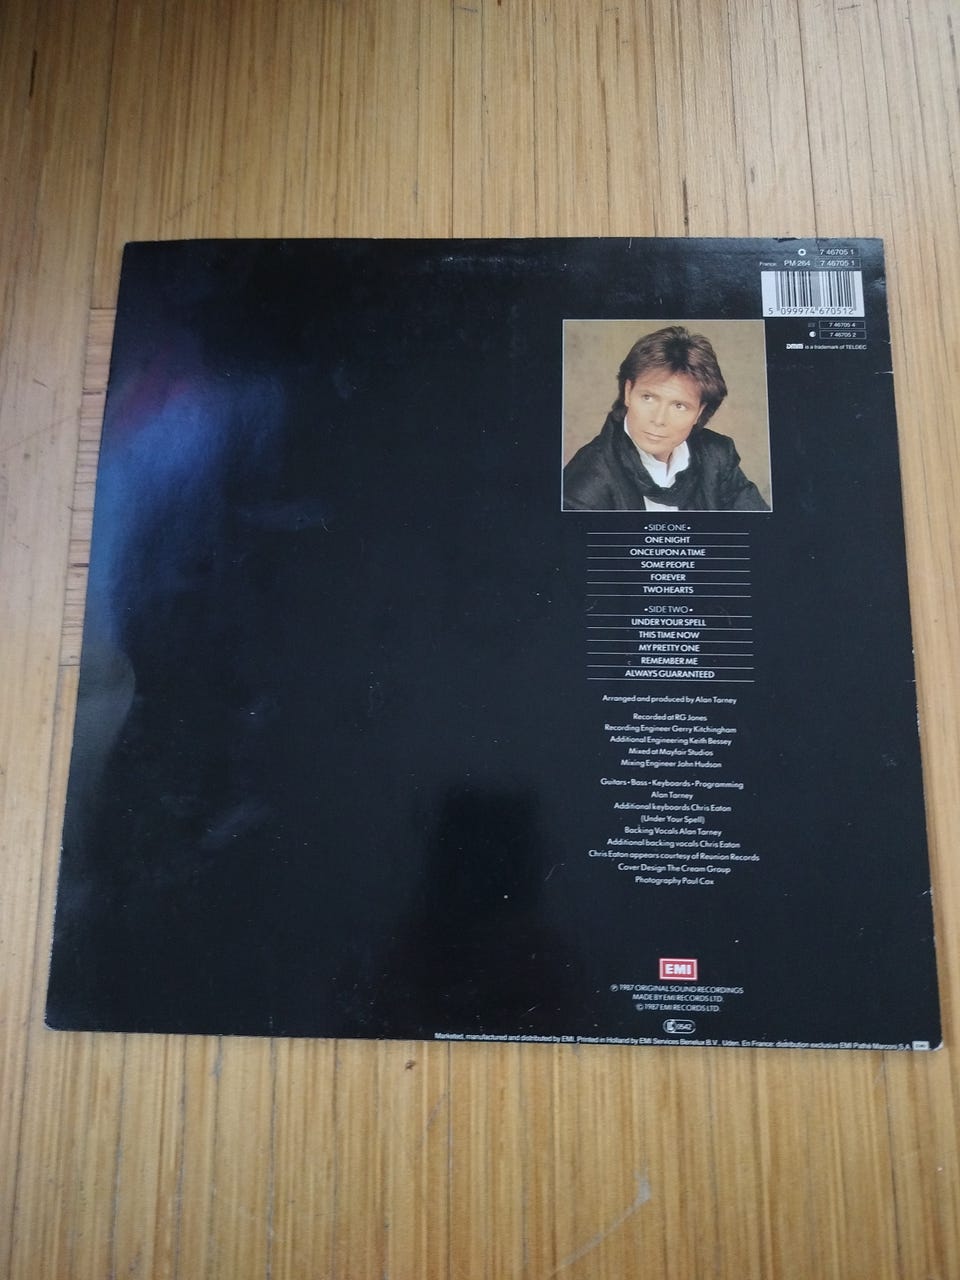 7 46705 1
France: PM 264 7 46705 1
5 099974 670512
7 46705 4
7 46705 2
DMM is a trademark of TELDEC
•SIDE ONE•
ONE NIGHT
ONCE UPON A TIME
SOME PEOPLE
FOREVER
TWO HEARTS
•SIDE TWO•
UNDER YOUR SPELL
THIS TIME NOW
MY PRETTY ONE
REMEMBER ME
ALWAYS GUARANTEED
Arranged and produced by Alan Tarney
Recorded at RG Jones
Recording Engineer Gerry Kitchingham
Additional Engineering Keith Bessey
Mixed at Mayfair Studios
Mixing Engineer John Hudson
Guitars • Bass • Keyboards • Programming
Alan Tarney
Additional keyboards Chris Eaton
(Under Your Spell)
Backing Vocals Alan Tarney
Additional backing vocals Chris Eaton
Chris Eaton appears courtesy of Reunion Records
Cover Design The Cream Group
Photography Paul Cox
EMI
℗ 1987 ORIGINAL SOUND RECORDINGS
MADE BY EMI RECORDS LTD.
© 1987 EMI RECORDS LTD.
LC 0542
Marketed, manufactured and distributed by EMI. Printed in Holland by EMI Services Benelux B.V., Uden. En France: distribution exclusive EMI Pathé Marconi S.A. EMI